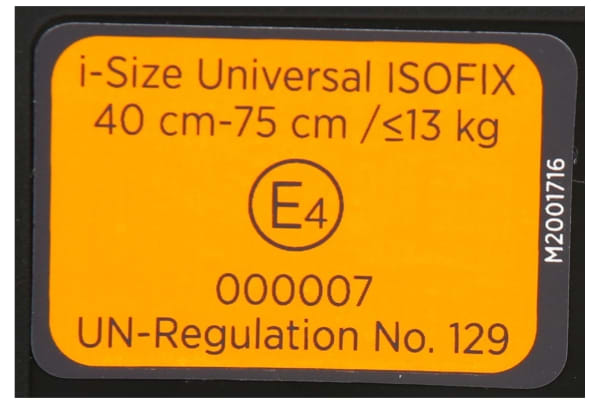 i-Size Universal ISOFIX
40 cm-75 cm /≤13 kg
E4
000007
UN-Regulation No. 129
M2001716